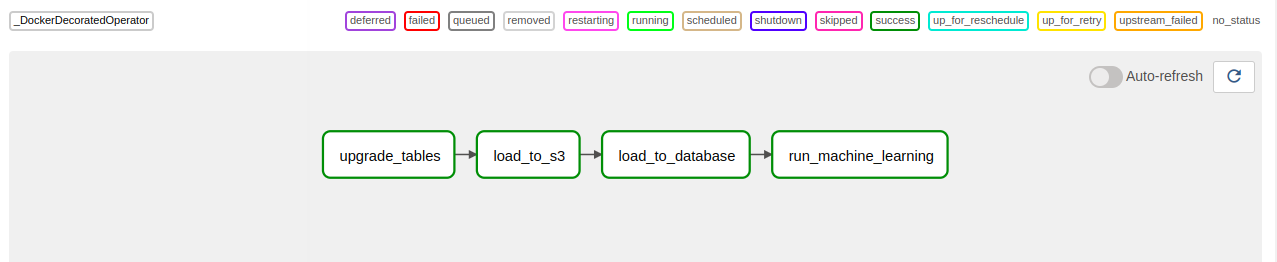 _DockerDecoratedOperator deferred failed queued removed restarting running scheduled shutdown skipped success up_for_reschedule up_for_retry upstream_failed no_status
Auto-refresh
upgrade_tables load_to_s3 load_to_database run_machine_learning